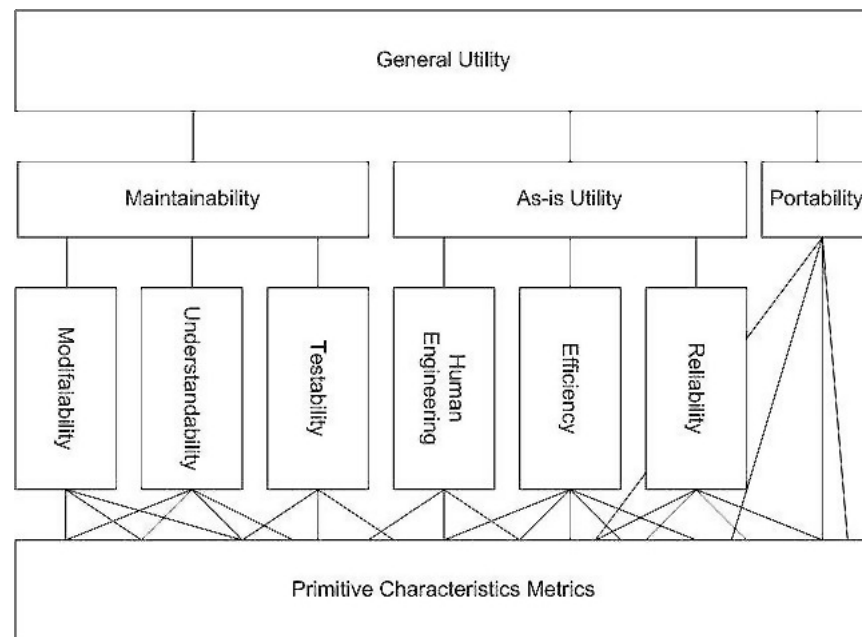 General Utility
Maintainability
As-is Utility
Portability
Modifaiability
Understandability
Testability
Human
Engineering
Efficiency
Reliability
Primitive Characteristics Metrics